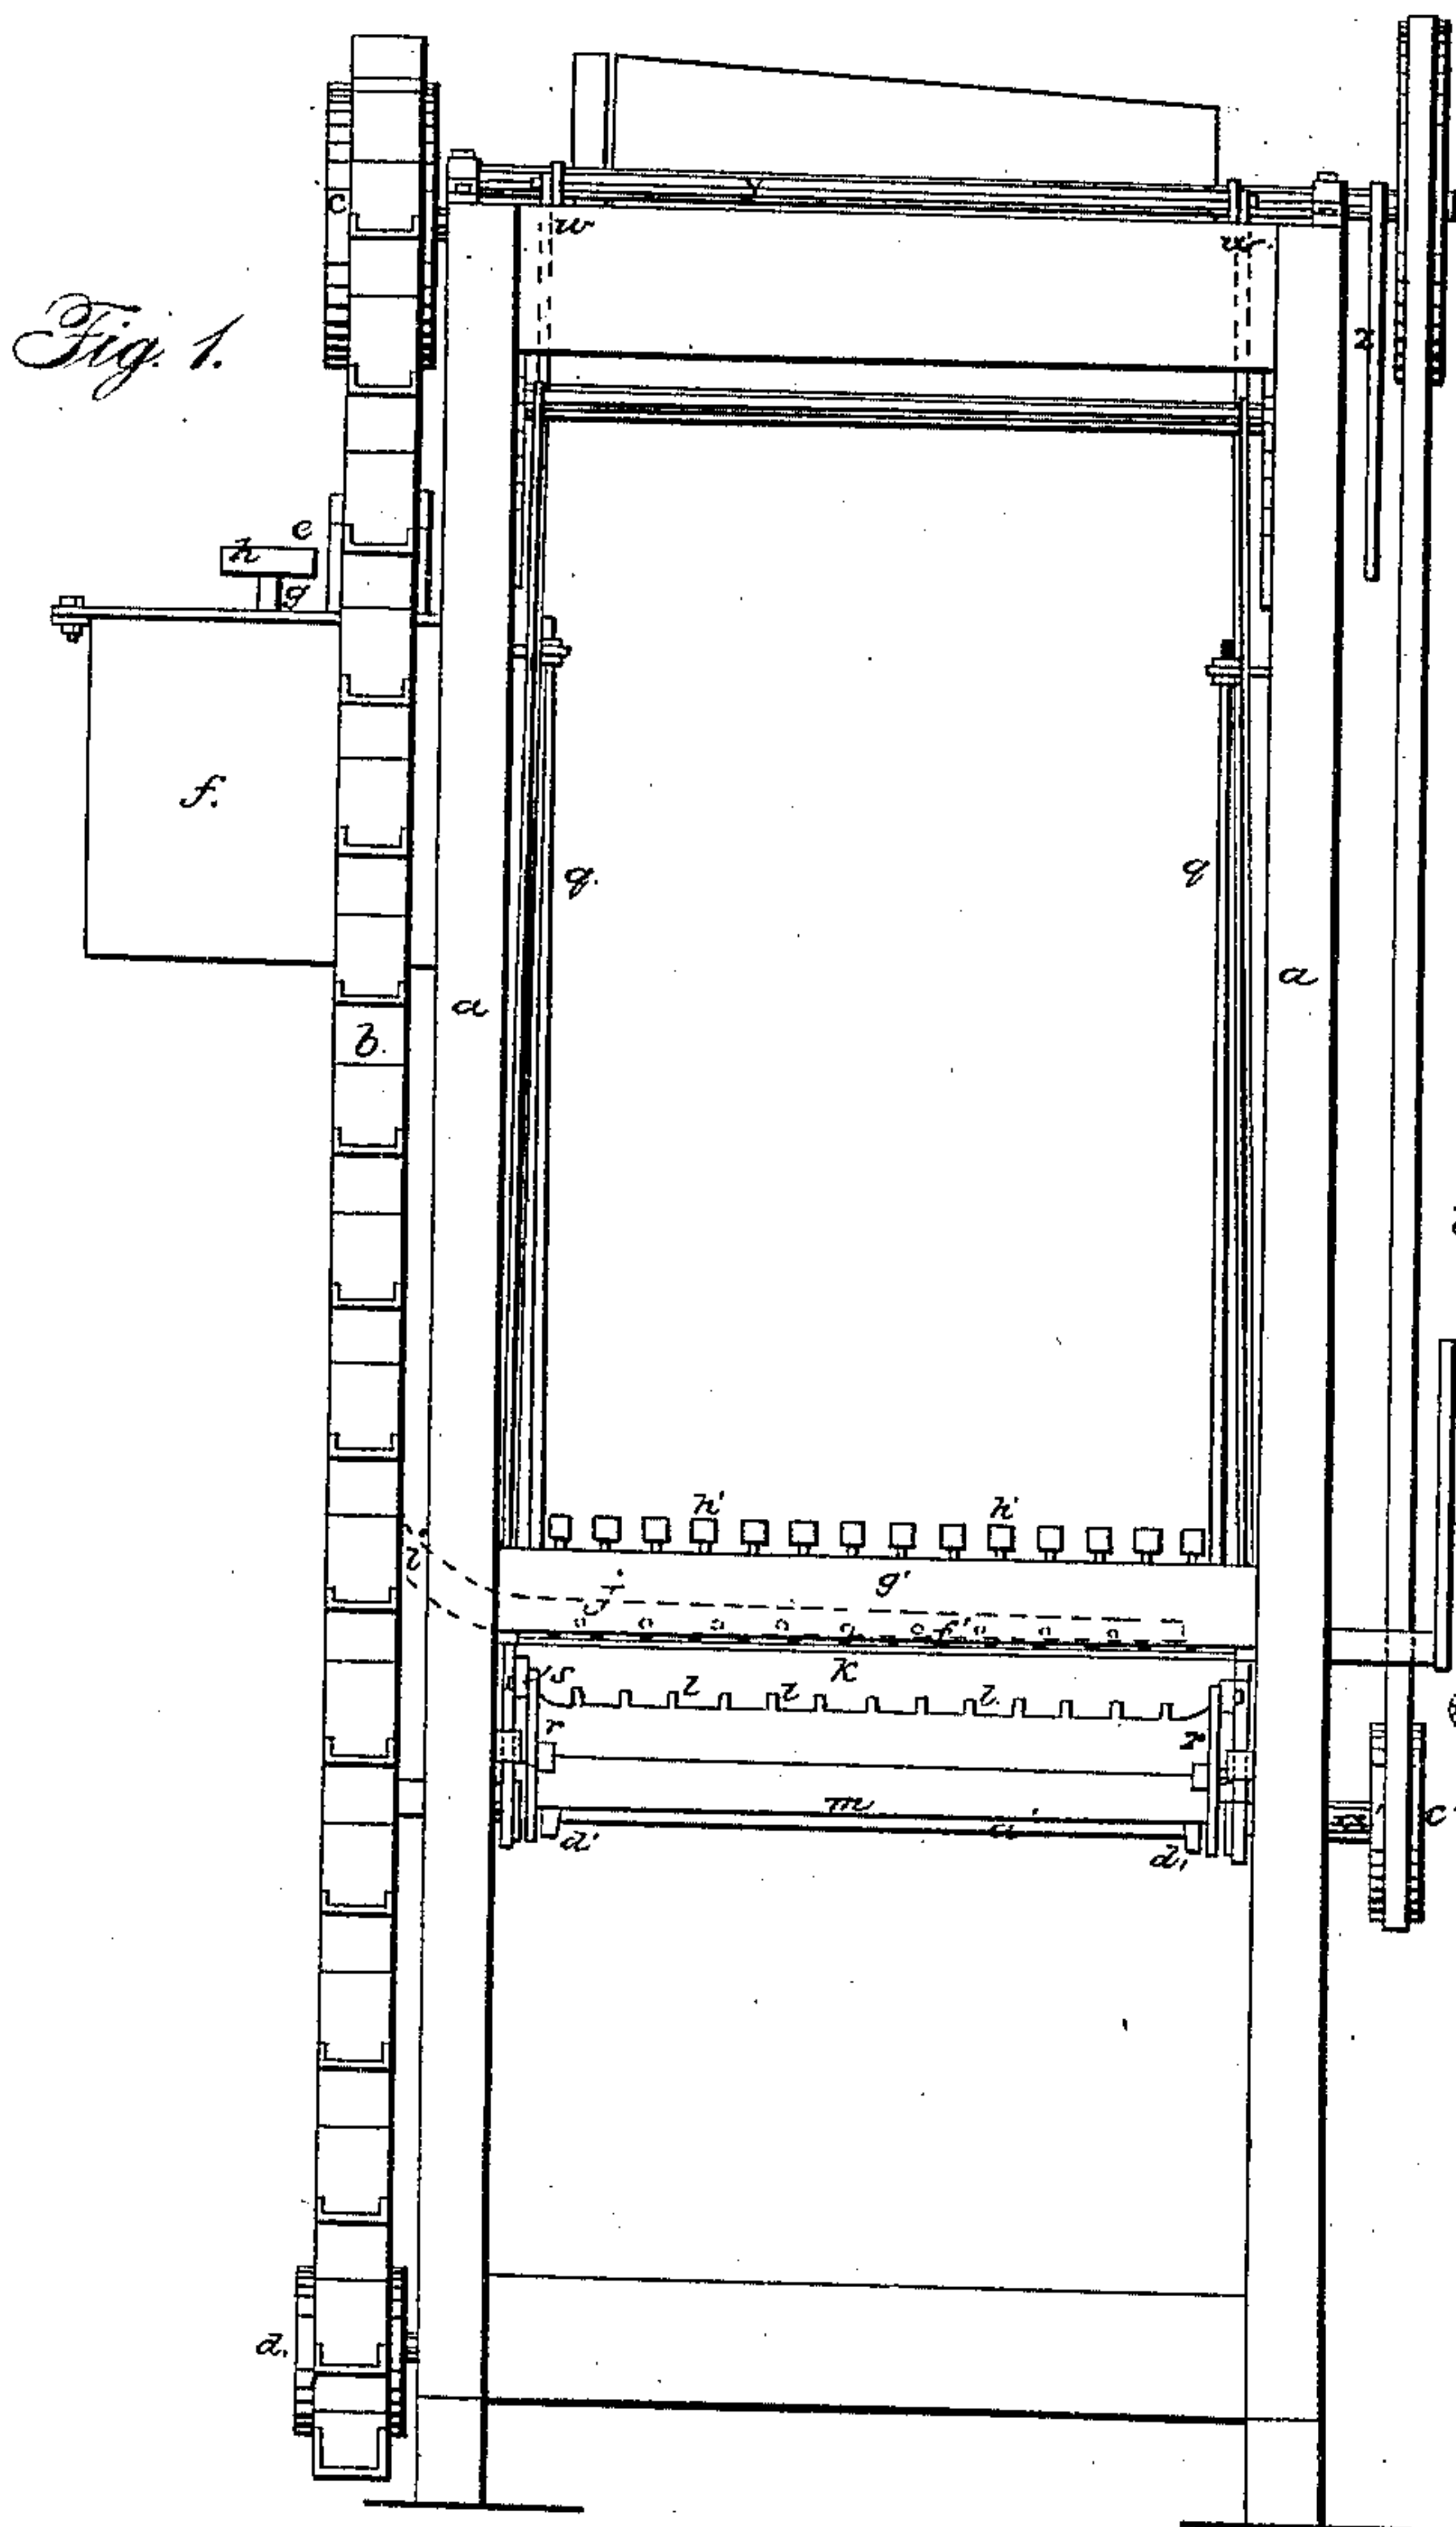 Fig. 1.
c
y
w
w
z
e
h
g
f.
q.
q
a
a
b.
h'
h'
i
j
g'
f'
k
s
l
l
l
r
r
m
a'
d'
d,
x
c'
d.